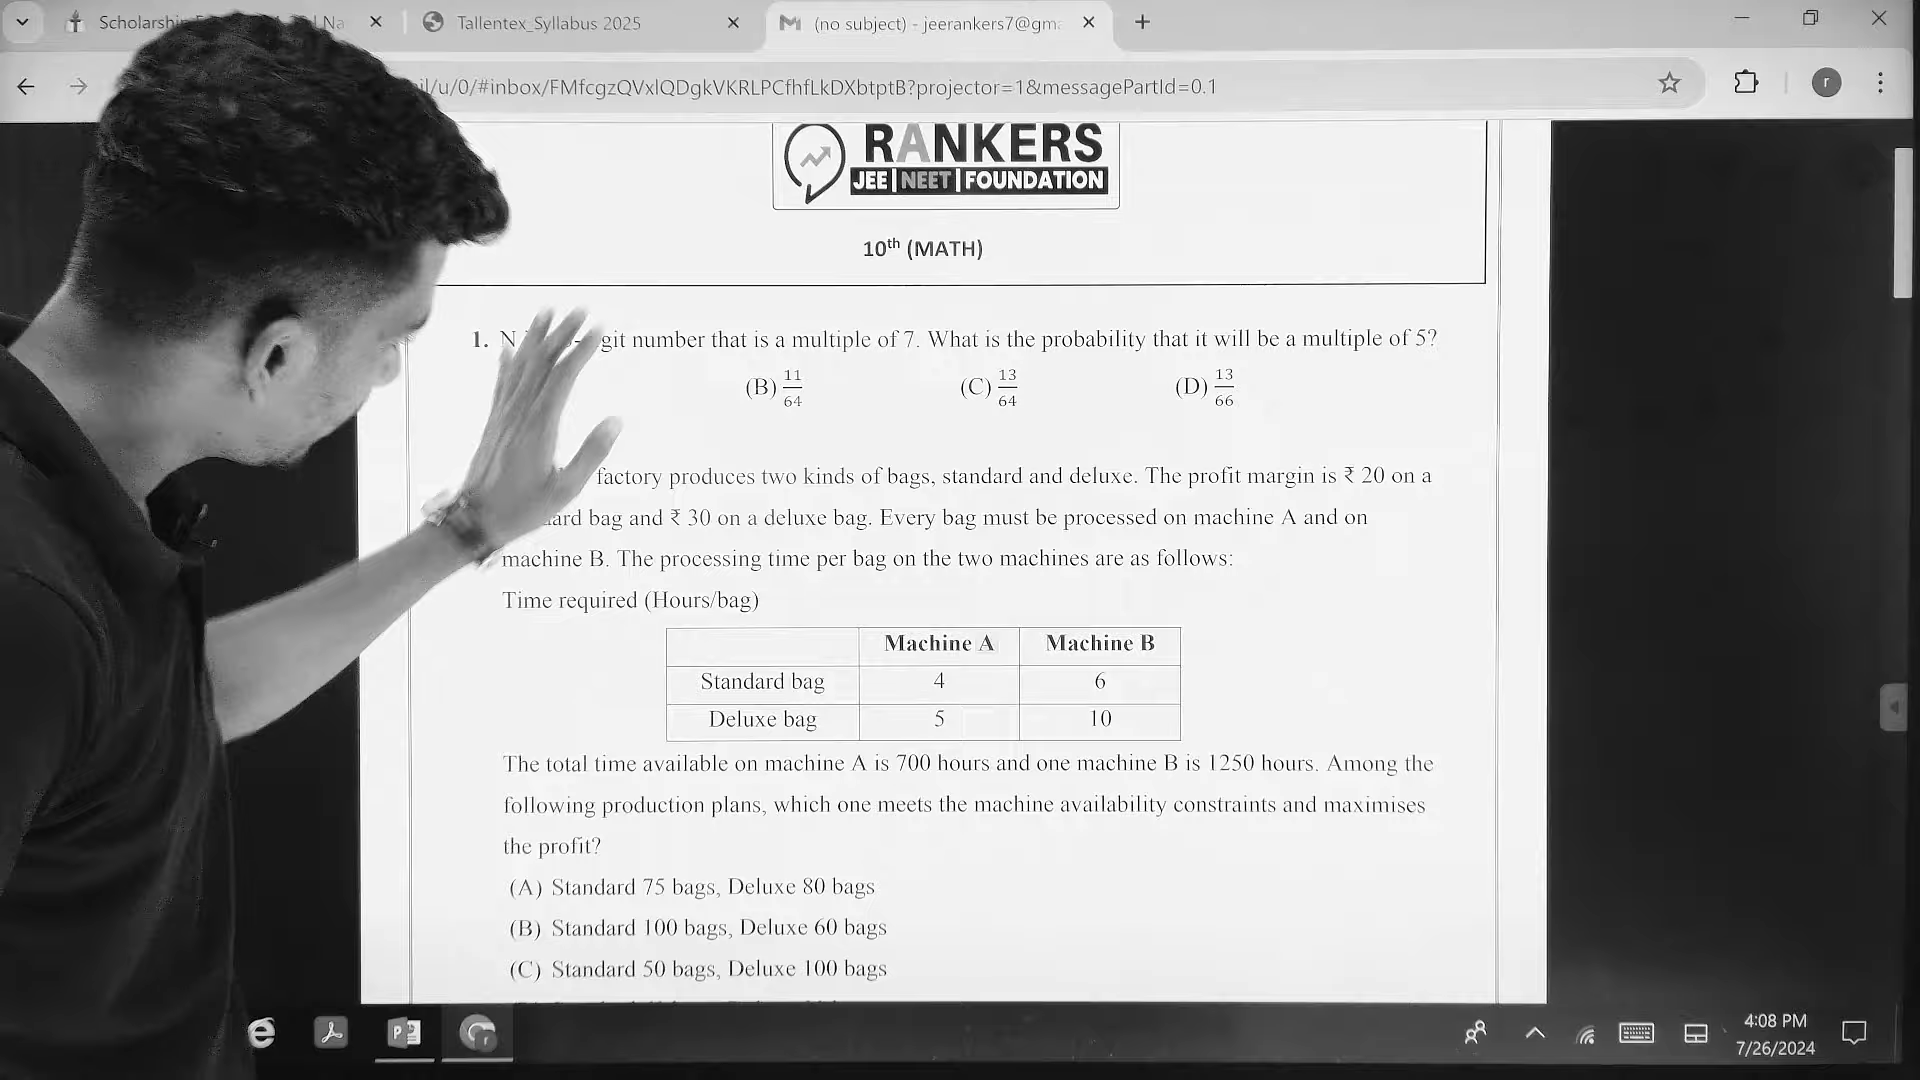 Scholarship
Na
Tallentex_Syllabus 2025
(no subject) - jeerankers7@gma
il/u/0/#inbox/FMfcgzQVxlQDgkVKRLPCfhfLkDXbtptB?projector=1&messagePartId=0.1
r
RANKERS
JEE | NEET | FOUNDATION
10th (MATH)
1. N git number that is a multiple of 7. What is the probability that it will be a multiple of 5?
(B) 11/64 (C) 13/64 (D) 13/66
factory produces two kinds of bags, standard and deluxe. The profit margin is ₹ 20 on a
ard bag and ₹ 30 on a deluxe bag. Every bag must be processed on machine A and on
machine B. The processing time per bag on the two machines are as follows:
Time required (Hours/bag)
Machine A Machine B
Standard bag 4 6
Deluxe bag 5 10
The total time available on machine A is 700 hours and one machine B is 1250 hours. Among the
following production plans, which one meets the machine availability constraints and maximises
the profit?
(A) Standard 75 bags, Deluxe 80 bags
(B) Standard 100 bags, Deluxe 60 bags
(C) Standard 50 bags, Deluxe 100 bags
4:08 PM
7/26/2024